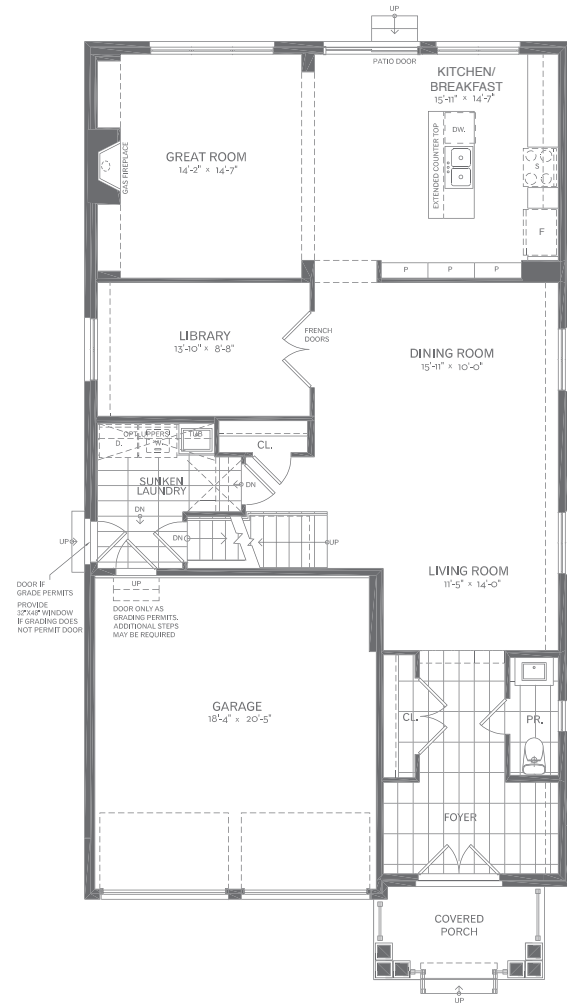 UP
PATIO DOOR
KITCHEN/
BREAKFAST
15'-11" x 14'-7"
GREAT ROOM
14'-2" x 14'-7"
GAS FIREPLACE
EXTENDED COUNTER TOP
DW.
S
F
P P P
LIBRARY
13'-10" x 8'-8"
FRENCH
DOORS
DINING ROOM
15'-11" x 10'-0"
OPT. UPPERS
TUB
D.
W.
CL.
SUNKEN
LAUNDRY
DN
DN
UP
DN
UP
DOOR IF
GRADE PERMITS
PROVIDE
32"X48" WINDOW
IF GRADING DOES
NOT PERMIT DOOR
UP
DOOR ONLY AS
GRADING PERMITS.
ADDITIONAL STEPS
MAY BE REQUIRED
LIVING ROOM
11'-5" x 14'-0"
GARAGE
18'-4" x 20'-5"
CL.
PR.
FOYER
COVERED
PORCH
UP